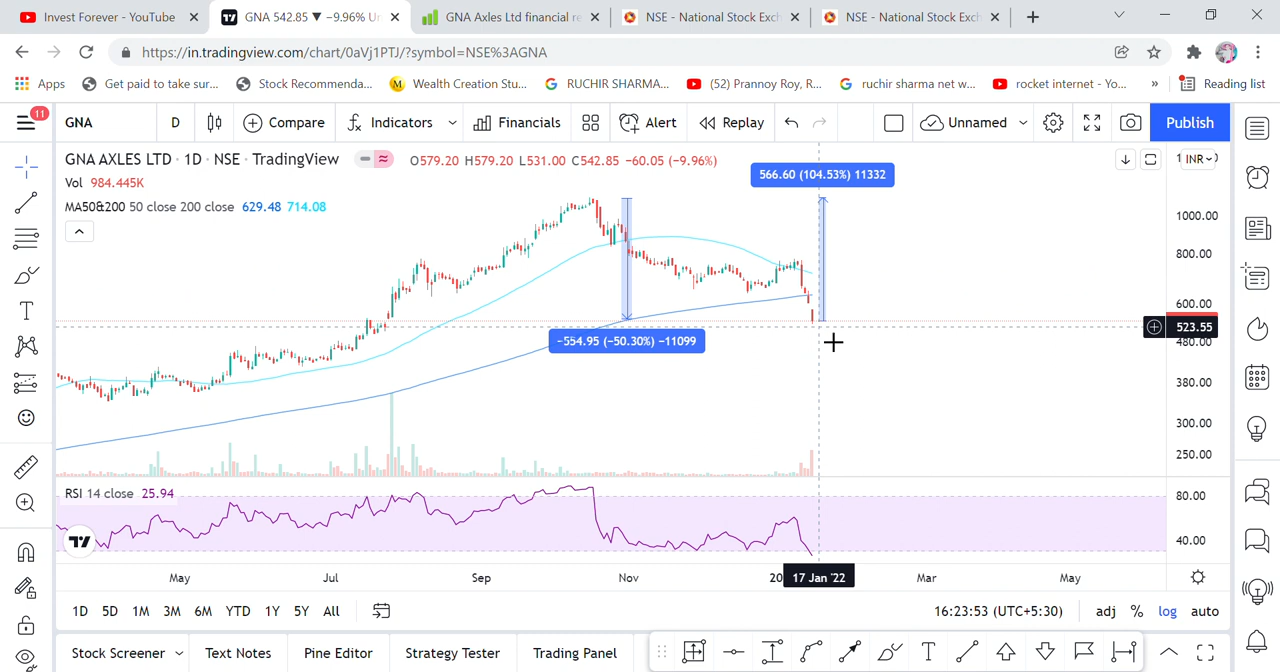 Invest Forever - YouTube
GNA 542.85 ▼ −9.96% Un
GNA Axles Ltd financial re
NSE - National Stock Exch
NSE - National Stock Exch
https://in.tradingview.com/chart/0aVj1PTJ/?symbol=NSE%3AGNA
Apps
Get paid to take sur...
Stock Recommenda...
Wealth Creation Stu...
RUCHIR SHARMA...
(52) Prannoy Roy, R...
ruchir sharma net w...
rocket internet - Yo...
»
Reading list
11
GNA
D
Compare
Indicators
Financials
Alert
Replay
Unnamed
Publish
GNA AXLES LTD · 1D · NSE · TradingView
O579.20 H579.20 L531.00 C542.85 −60.05 (−9.96%)
Vol 984.445K
MA50&200 50 close 200 close 629.48 714.08
566.60 (104.53%) 11332
−554.95 (−50.30%) −11099
1 INR
1000.00
800.00
600.00
523.55
480.00
380.00
300.00
250.00
RSI 14 close 25.94
80.00
40.00
May
Jul
Sep
Nov
20
17 Jan '22
Mar
May
1D
5D
1M
3M
6M
YTD
1Y
5Y
All
16:23:53 (UTC+5:30)
adj
%
log
auto
Stock Screener
Text Notes
Pine Editor
Strategy Tester
Trading Panel